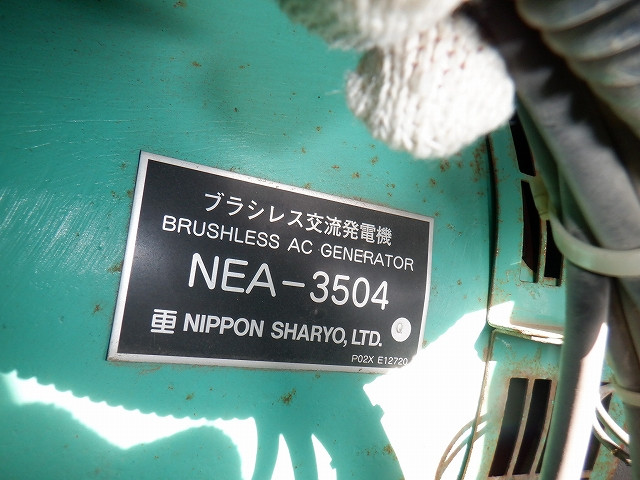 ブラシレス交流発電機
BRUSHLESS AC GENERATOR
NEA-3504
NIPPON SHARYO, LTD. Q
P02X E12720